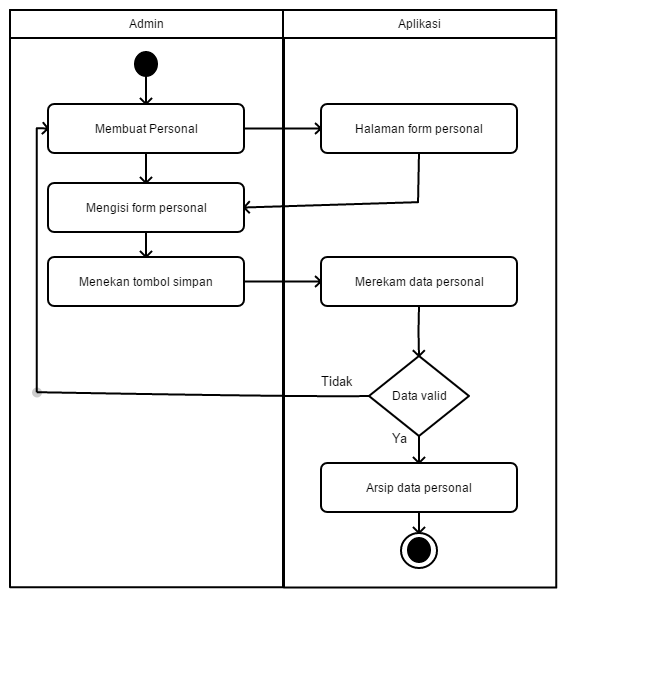 Admin
Aplikasi
Membuat Personal
Halaman form personal
Mengisi form personal
Menekan tombol simpan
Merekam data personal
Tidak
Data valid
Ya
Arsip data personal